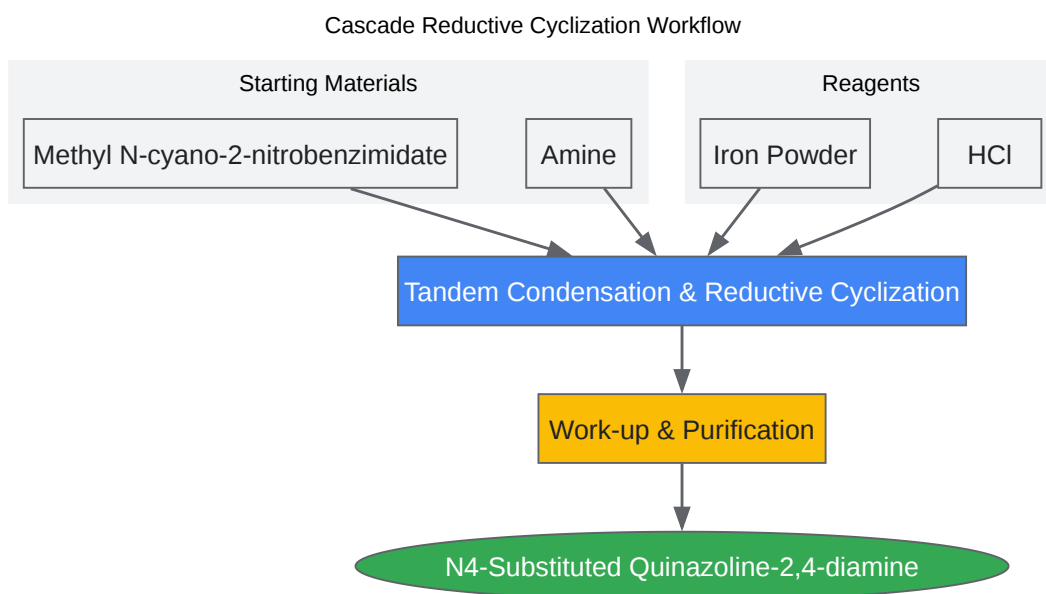 Cascade Reductive Cyclization Workflow
Starting Materials
Reagents
Methyl N-cyano-2-nitrobenzimidate
Amine
Iron Powder
HCl
Tandem Condensation & Reductive Cyclization
Work-up & Purification
N4-Substituted Quinazoline-2,4-diamine